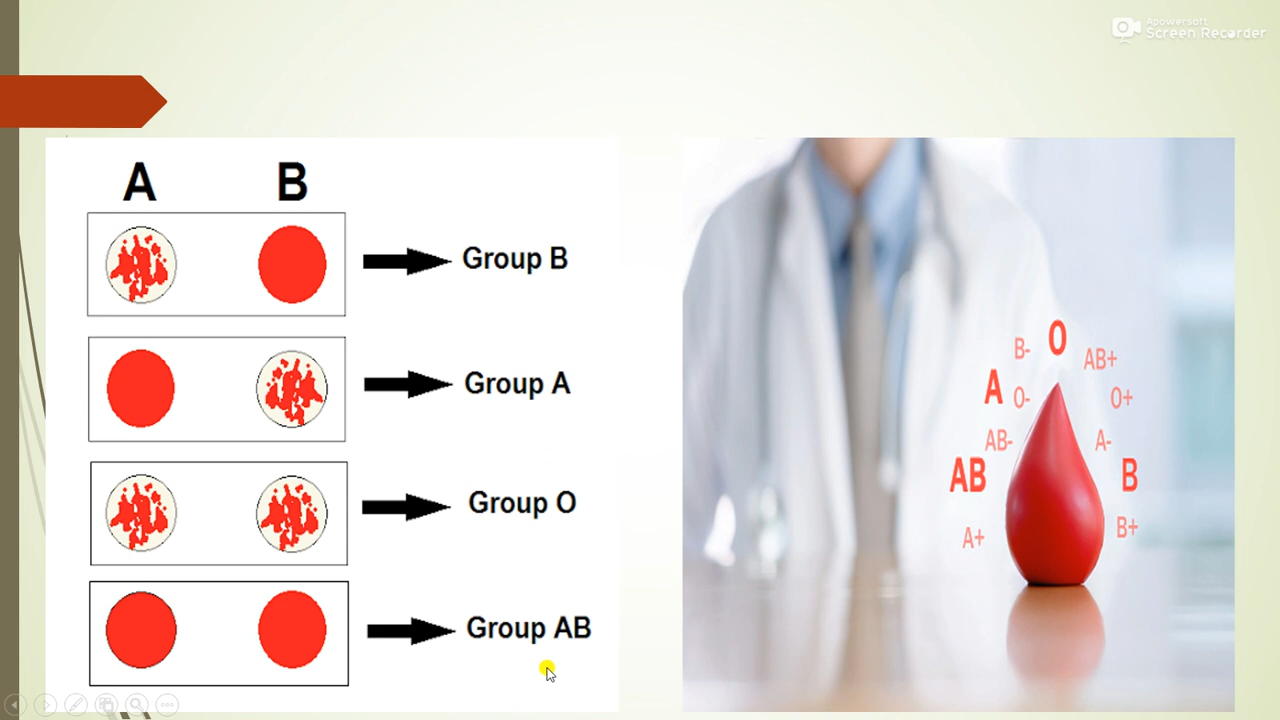 Apowersoft
Screen Recorder
A B
Group B
Group A
Group O
Group AB
O
B-
AB+
A
O-
O+
AB-
A-
AB
B
A+
B+